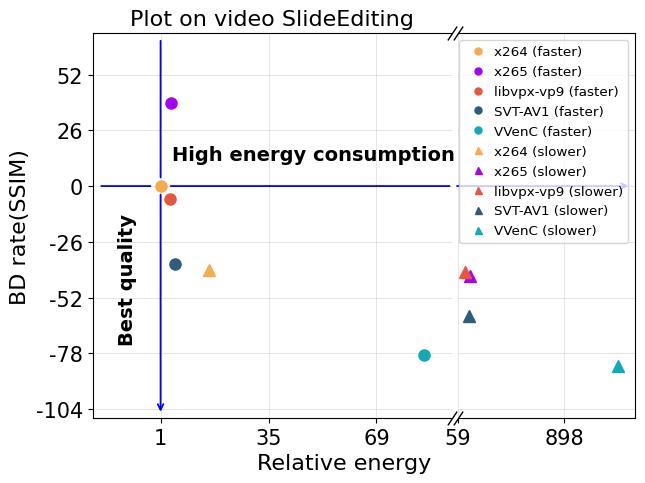 Plot on video SlideEditing
BD rate(SSIM)
52
26
0
-26
-52
-78
-104
High energy consumption
Best quality
x264 (faster)
x265 (faster)
libvpx-vp9 (faster)
SVT-AV1 (faster)
VVenC (faster)
x264 (slower)
x265 (slower)
libvpx-vp9 (slower)
SVT-AV1 (slower)
VVenC (slower)
1 35 69 59 898
Relative energy